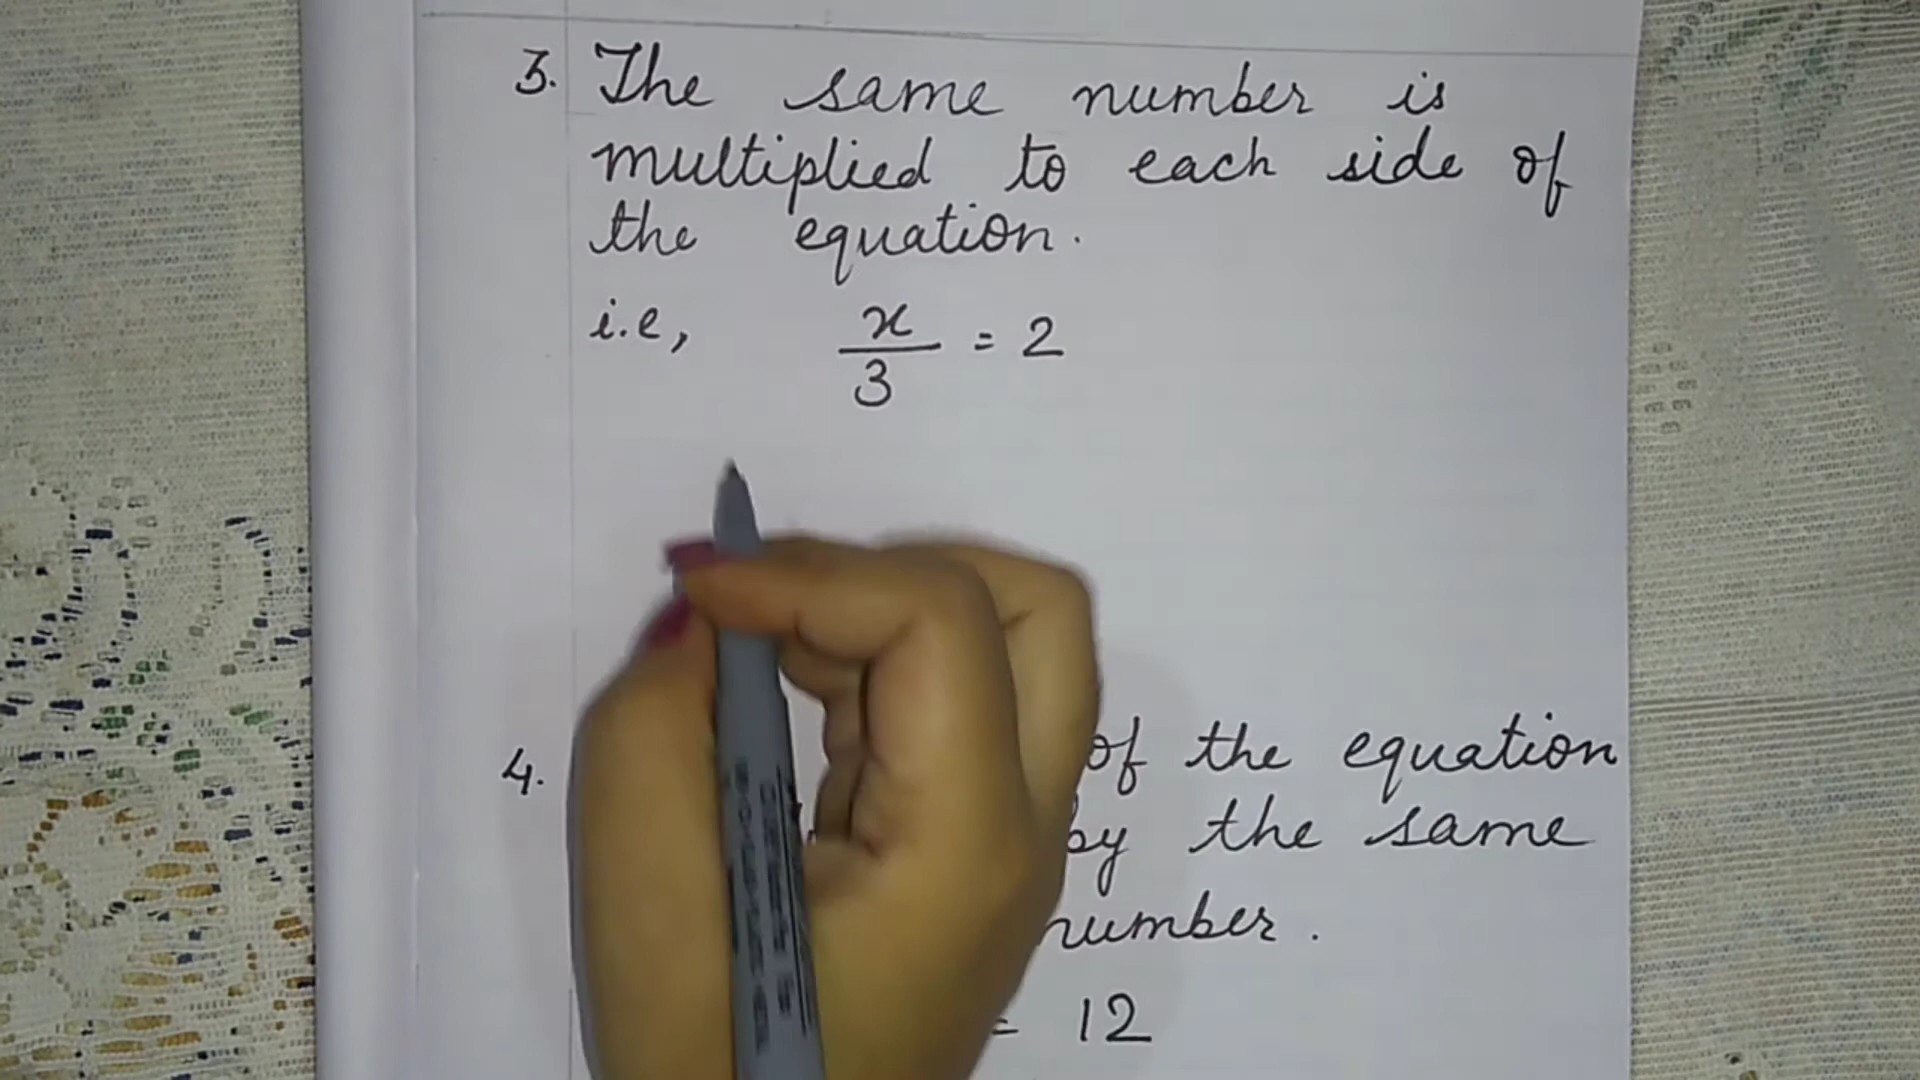 3. The same number is
multiplied to each side of
the equation.
i.e, x/3 = 2
4. of the equation
by the same
number.
= 12